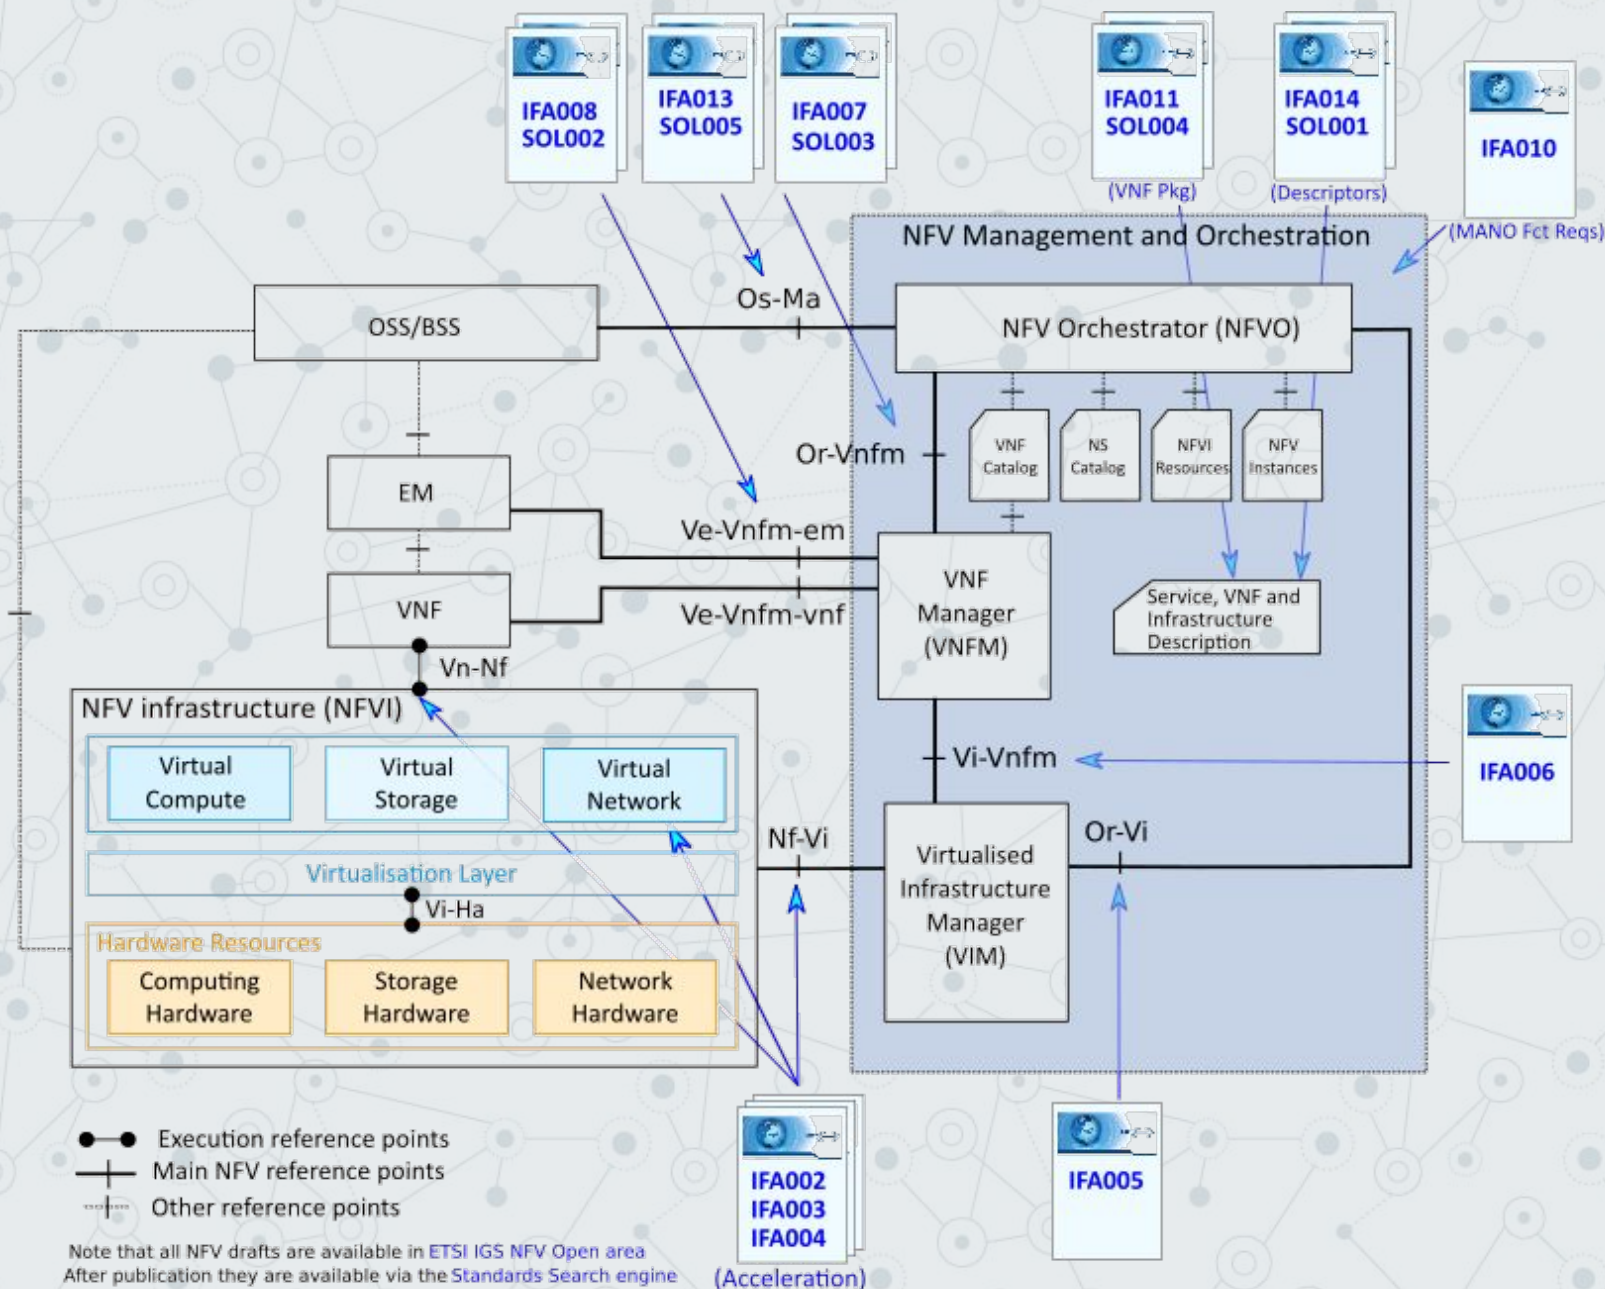 IFA008
SOL002
IFA013
SOL005
IFA007
SOL003
IFA011
SOL004
(VNF Pkg)
IFA014
SOL001
(Descriptors)
IFA010
(MANO Fct Reqs)
NFV Management and Orchestration
OSS/BSS
Os-Ma
NFV Orchestrator (NFVO)
Or-Vnfm
VNF
Catalog
NS
Catalog
NFVI
Resources
NFV
Instances
EM
Ve-Vnfm-em
VNF
Ve-Vnfm-vnf
VNF
Manager
(VNFM)
Service, VNF and
Infrastructure
Description
Vn-Nf
NFV infrastructure (NFVI)
Virtual
Compute
Virtual
Storage
Virtual
Network
Vi-Vnfm
IFA006
Nf-Vi
Or-Vi
Virtualised
Infrastructure
Manager
(VIM)
Virtualisation Layer
Vi-Ha
Hardware Resources
Computing
Hardware
Storage
Hardware
Network
Hardware
Execution reference points
Main NFV reference points
Other reference points
IFA002
IFA003
IFA004
(Acceleration)
IFA005
Note that all NFV drafts are available in ETSI IGS NFV Open area
After publication they are available via the Standards Search engine